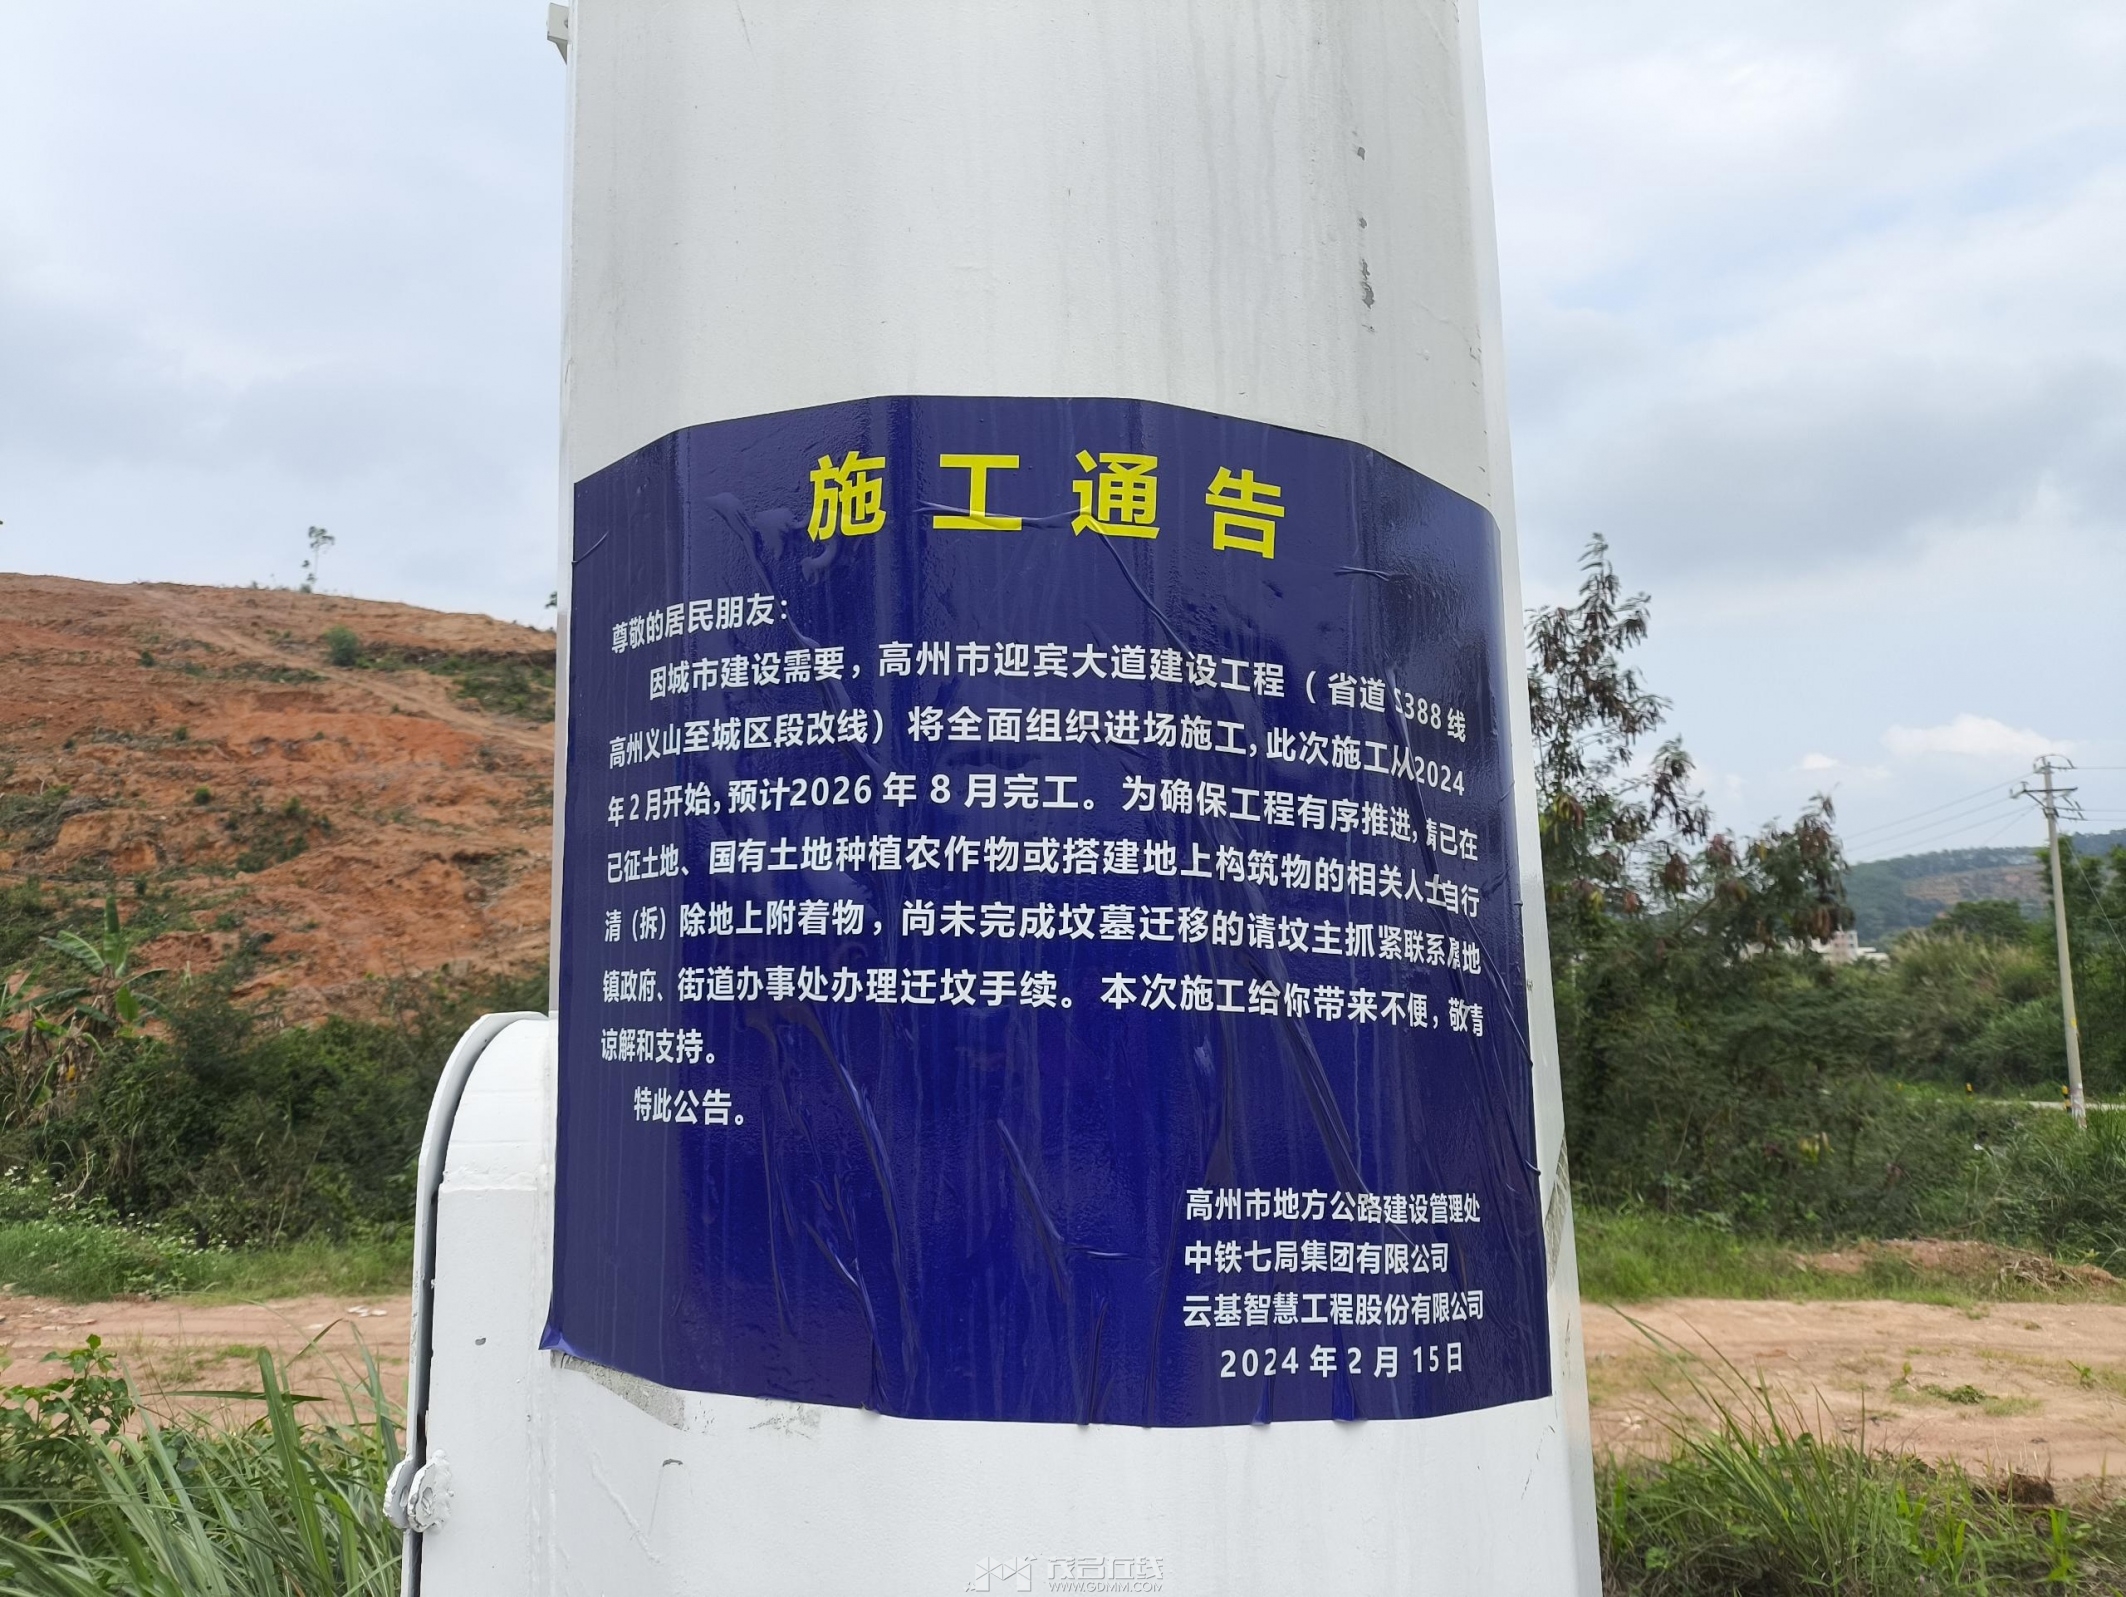 施工通告
尊敬的居民朋友：
因城市建设需要，高州市迎宾大道建设工程（省道S388线
高州义山至城区段改线）将全面组织进场施工，此次施工从2024
年2月开始，预计2026年8月完工。为确保工程有序推进，请已在
已征土地、国有土地种植农作物或搭建地上构筑物的相关人士自行
清（拆）除地上附着物，尚未完成坟墓迁移的请坟主抓紧联系属地
镇政府、街道办事处办理迁坟手续。本次施工给你带来不便，敬请
谅解和支持。
特此公告。
高州市地方公路建设管理处
中铁七局集团有限公司
云基智慧工程股份有限公司
2024年2月15日
茂名在线
WWW.GDMM.COM